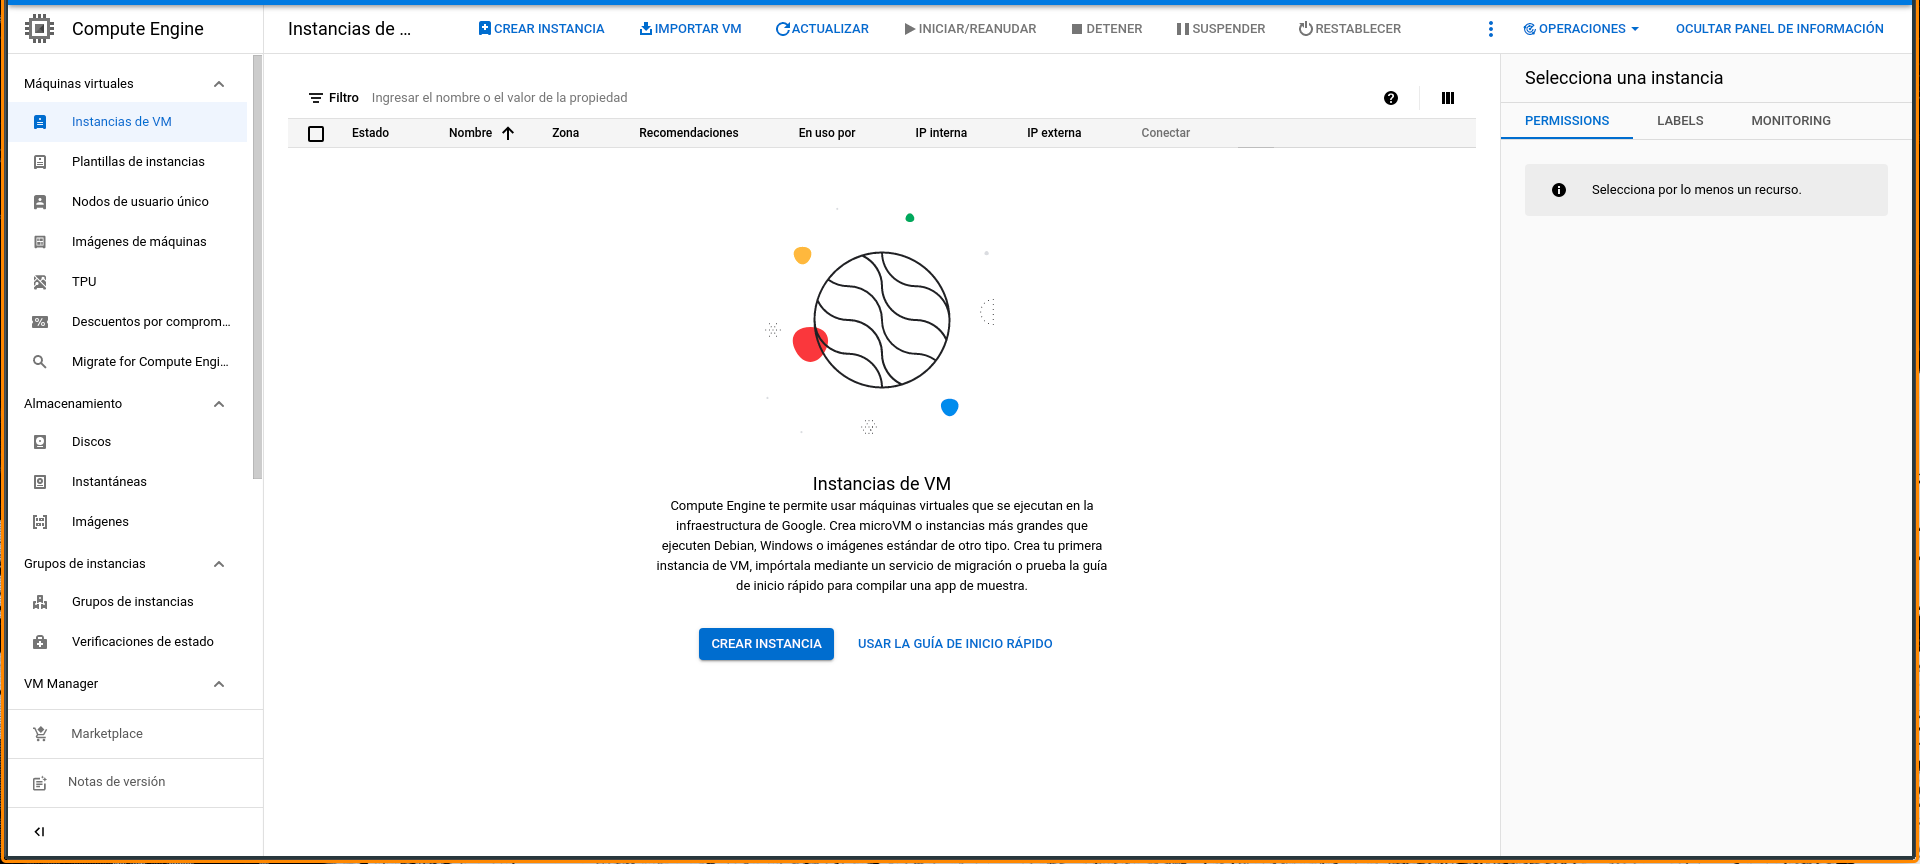 Compute Engine
Instancias de ...
CREAR INSTANCIA
IMPORTAR VM
ACTUALIZAR
INICIAR/REANUDAR
DETENER
SUSPENDER
RESTABLECER
OPERACIONES
OCULTAR PANEL DE INFORMACIÓN
Máquinas virtuales
Instancias de VM
Plantillas de instancias
Nodos de usuario único
Imágenes de máquinas
TPU
Descuentos por comprom...
Migrate for Compute Engi...
Almacenamiento
Discos
Instantáneas
Imágenes
Grupos de instancias
Grupos de instancias
Verificaciones de estado
VM Manager
Marketplace
Notas de versión
Filtro Ingresar el nombre o el valor de la propiedad
Estado Nombre Zona Recomendaciones En uso por IP interna IP externa Conectar
Instancias de VM
Compute Engine te permite usar máquinas virtuales que se ejecutan en la
infraestructura de Google. Crea microVM o instancias más grandes que
ejecuten Debian, Windows o imágenes estándar de otro tipo. Crea tu primera
instancia de VM, impórtala mediante un servicio de migración o prueba la guía
de inicio rápido para compilar una app de muestra.
CREAR INSTANCIA USAR LA GUÍA DE INICIO RÁPIDO
Selecciona una instancia
PERMISSIONS LABELS MONITORING
Selecciona por lo menos un recurso.